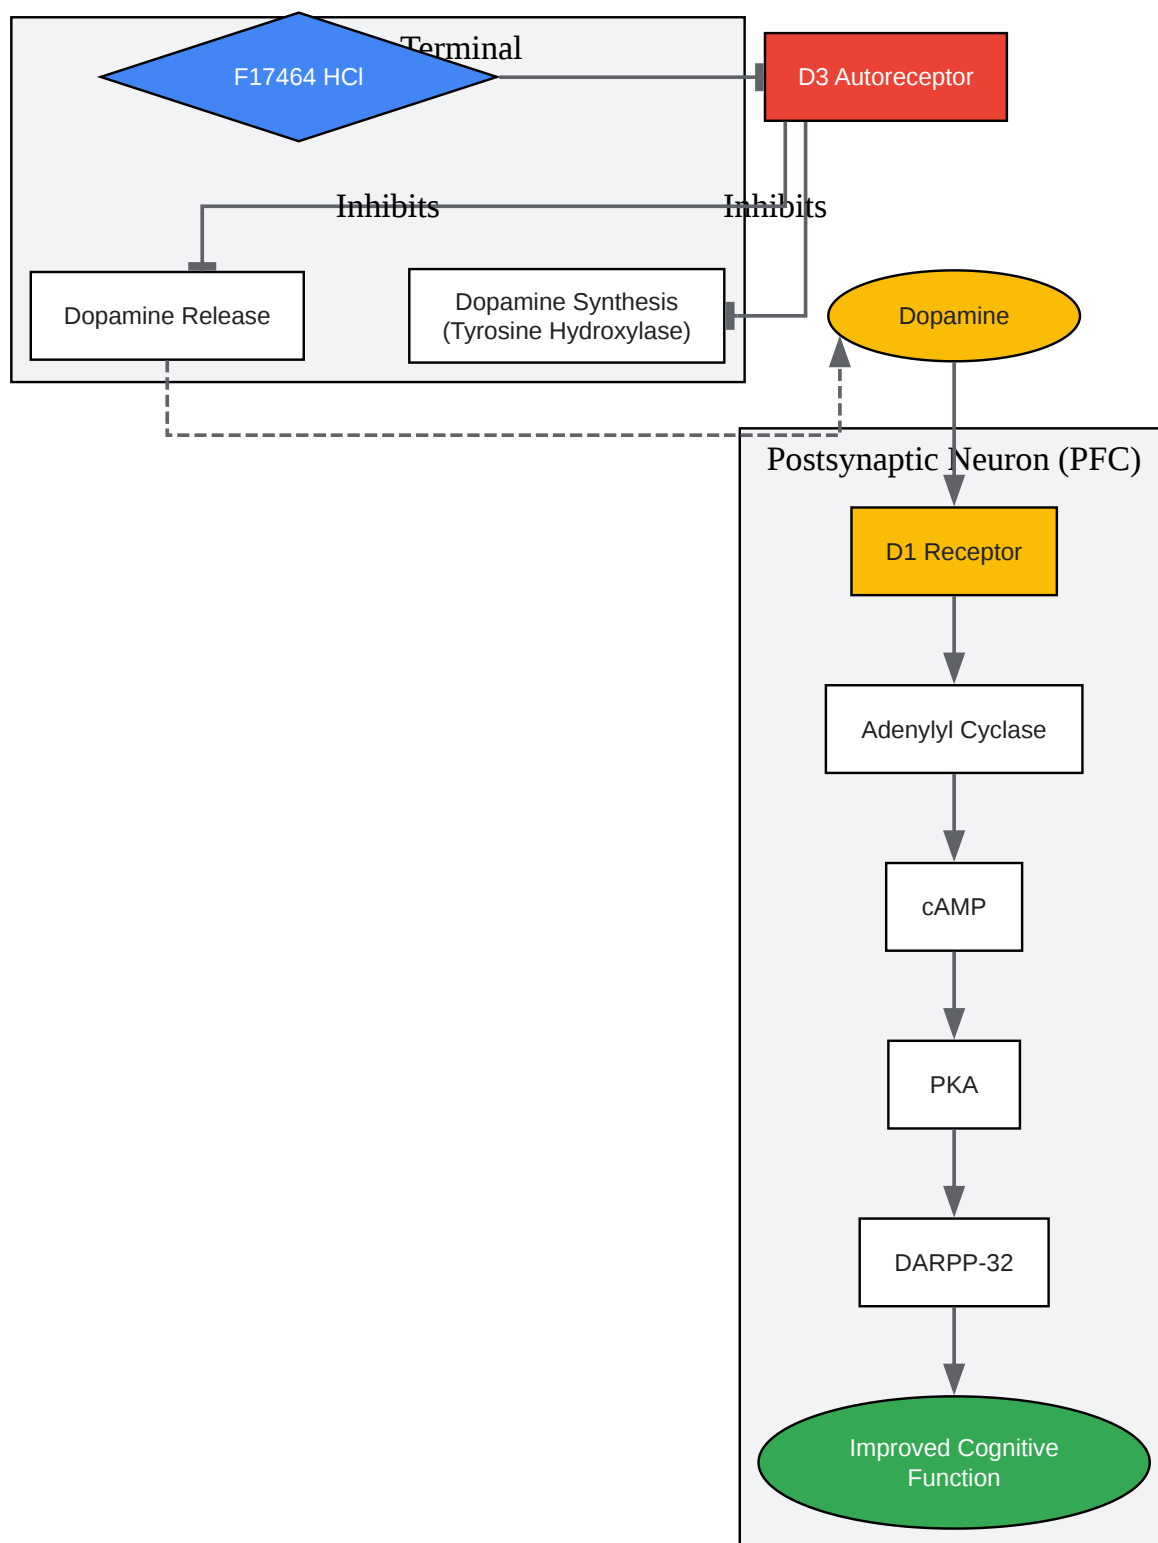 Terminal
F17464 HCl
D3 Autoreceptor
Inhibits
Inhibits
Dopamine Release
Dopamine Synthesis
(Tyrosine Hydroxylase)
Dopamine
Postsynaptic Neuron (PFC)
D1 Receptor
Adenylyl Cyclase
cAMP
PKA
DARPP-32
Improved Cognitive
Function